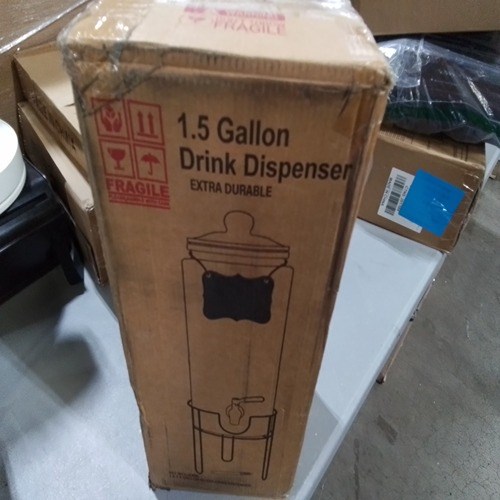 FRAGILE
1.5 Gallon
Drink Dispenser
EXTRA DURABLE
FRAGILE